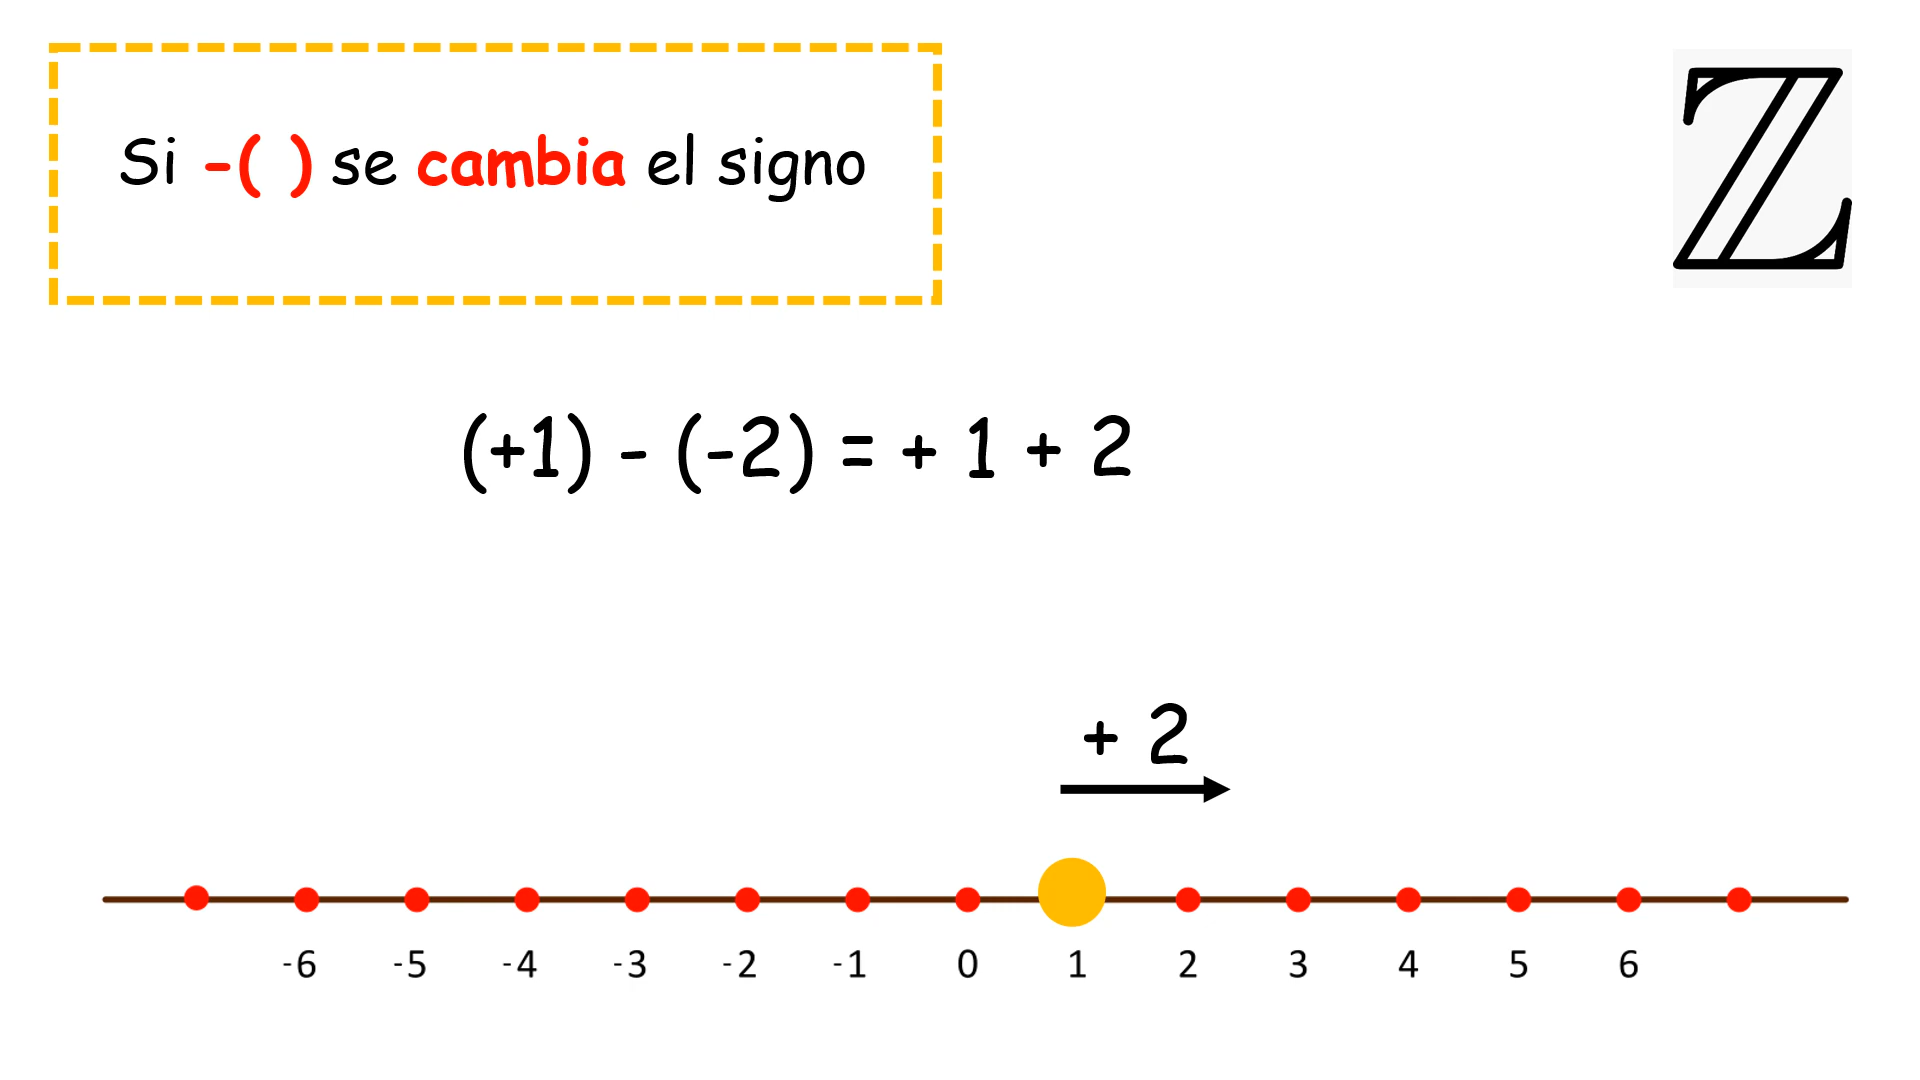 Si -( ) se cambia el signo
ℤ
(+1) - (-2) = + 1 + 2
+ 2
-6 -5 -4 -3 -2 -1 0 1 2 3 4 5 6